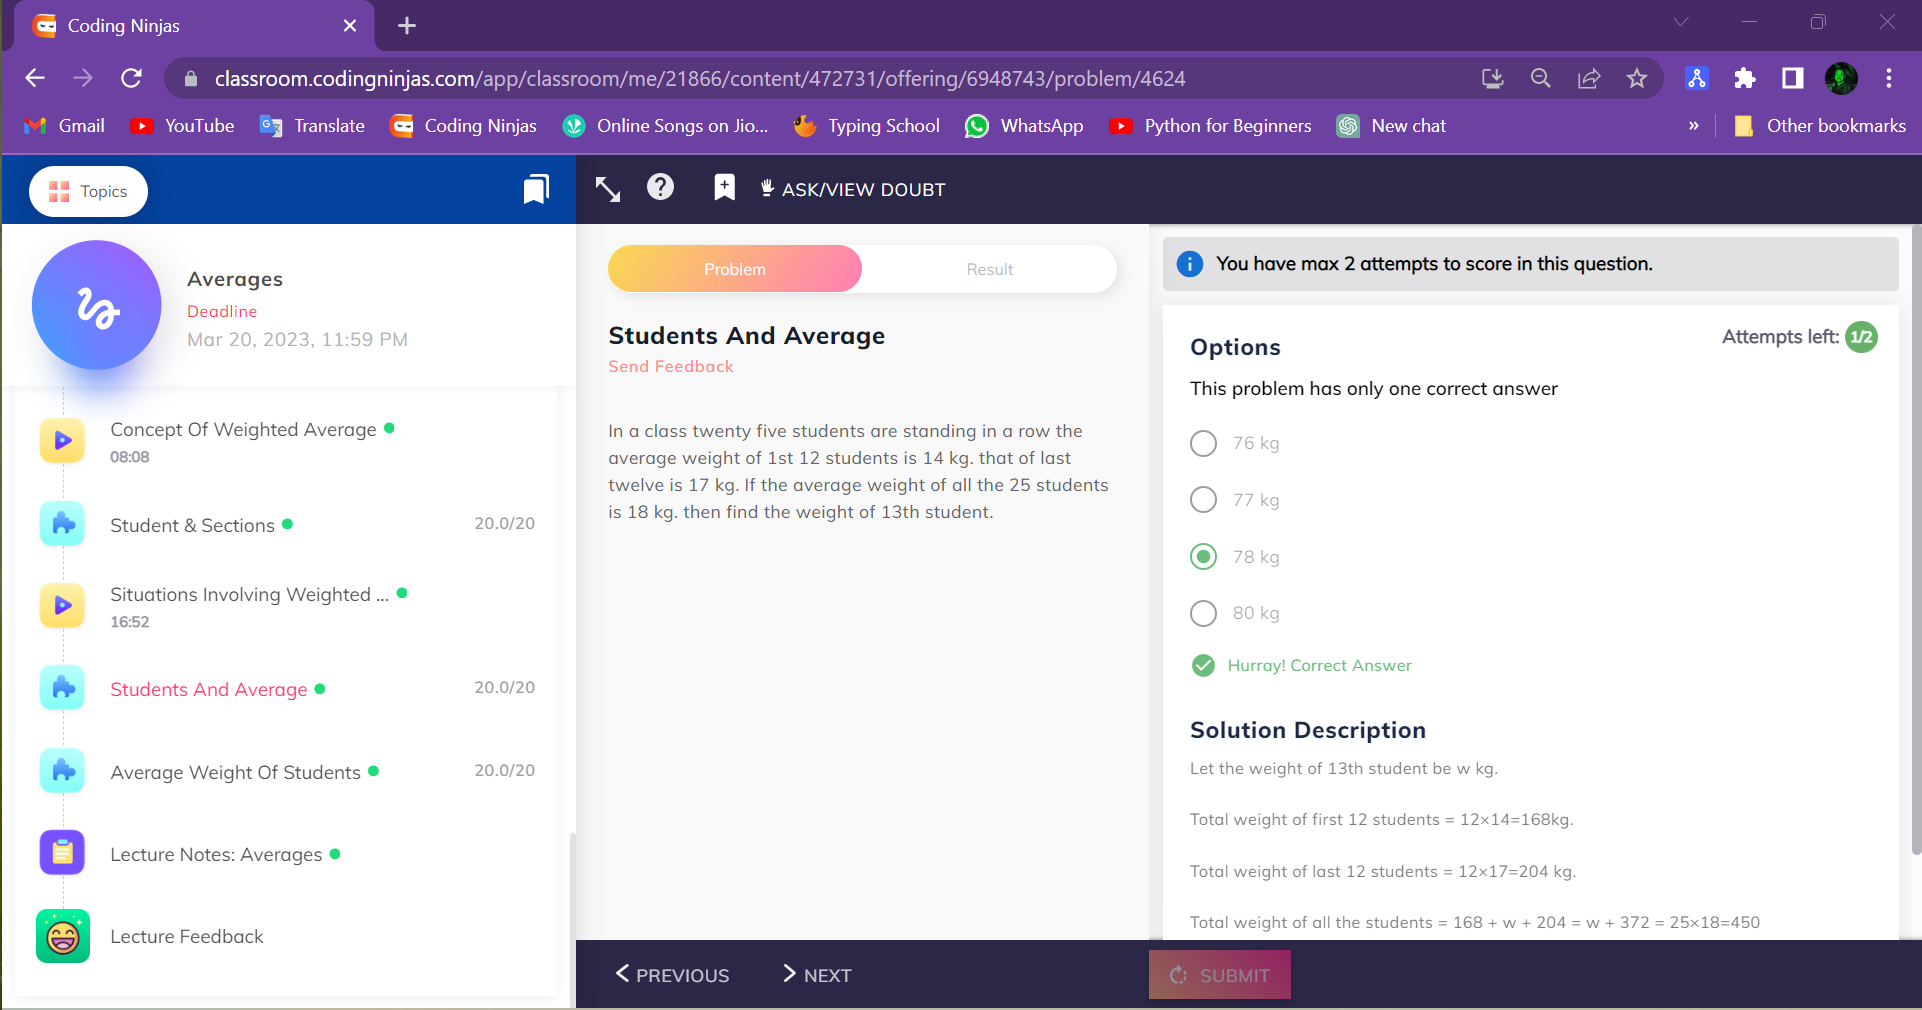 Coding Ninjas
classroom.codingninjas.com/app/classroom/me/21866/content/472731/offering/6948743/problem/4624
Gmail
YouTube
Translate
Coding Ninjas
Online Songs on Jio...
Typing School
WhatsApp
Python for Beginners
New chat
»
Other bookmarks
Topics
ASK/VIEW DOUBT
Averages
Deadline
Mar 20, 2023, 11:59 PM
Concept Of Weighted Average
08:08
Student & Sections
20.0/20
Situations Involving Weighted ...
16:52
Students And Average
20.0/20
Average Weight Of Students
20.0/20
Lecture Notes: Averages
Lecture Feedback
Problem
Result
Students And Average
Send Feedback
In a class twenty five students are standing in a row the
average weight of 1st 12 students is 14 kg. that of last
twelve is 17 kg. If the average weight of all the 25 students
is 18 kg. then find the weight of 13th student.
PREVIOUS
NEXT
You have max 2 attempts to score in this question.
Attempts left: 1/2
Options
This problem has only one correct answer
76 kg
77 kg
78 kg
80 kg
Hurray! Correct Answer
Solution Description
Let the weight of 13th student be w kg.
Total weight of first 12 students = 12×14=168kg.
Total weight of last 12 students = 12×17=204 kg.
Total weight of all the students = 168 + w + 204 = w + 372 = 25×18=450
SUBMIT